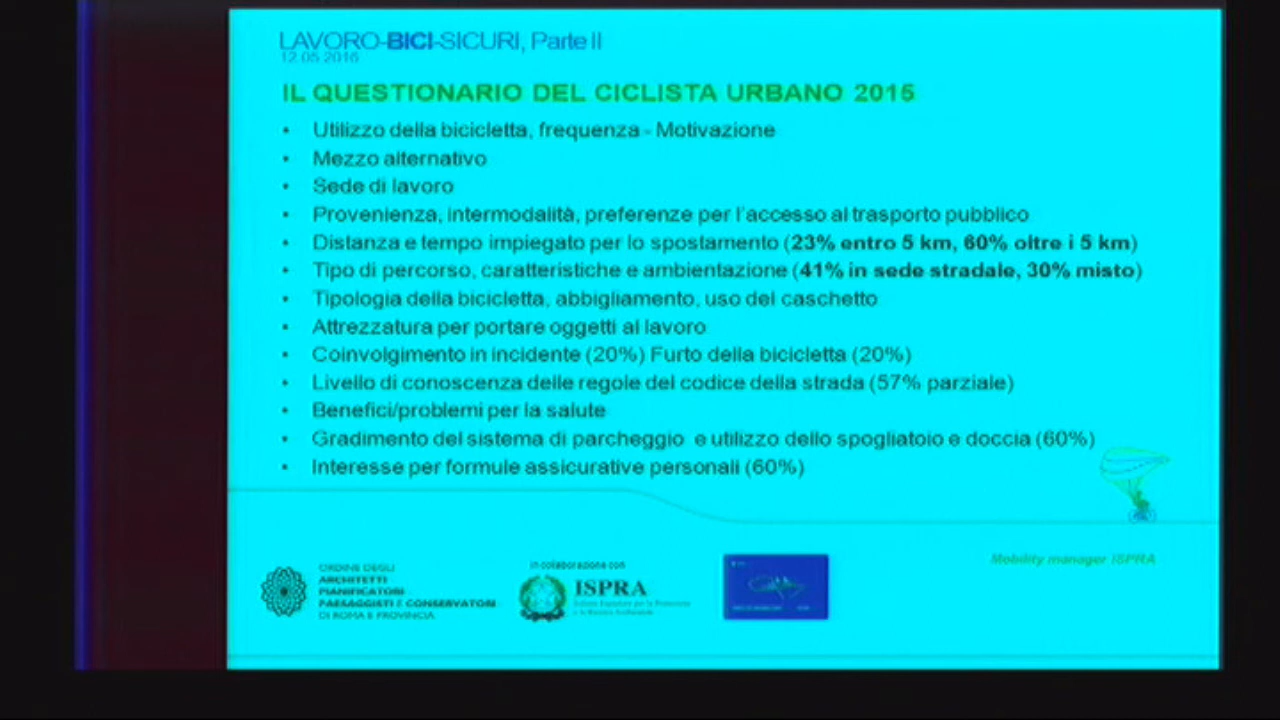 LAVORO-BICI-SICURI, Parte II
12.05.2016
IL QUESTIONARIO DEL CICLISTA URBANO 2015
• Utilizzo della bicicletta, frequenza - Motivazione
• Mezzo alternativo
• Sede di lavoro
• Provenienza, intermodalità, preferenze per l'accesso al trasporto pubblico
• Distanza e tempo impiegato per lo spostamento (23% entro 5 km, 60% oltre i 5 km)
• Tipo di percorso, caratteristiche e ambientazione (41% in sede stradale, 30% misto)
• Tipologia della bicicletta, abbigliamento, uso del caschetto
• Attrezzatura per portare oggetti al lavoro
• Coinvolgimento in incidente (20%) Furto della bicicletta (20%)
• Livello di conoscenza delle regole del codice della strada (57% parziale)
• Benefici/problemi per la salute
• Gradimento del sistema di parcheggio e utilizzo dello spogliatoio e doccia (60%)
• Interesse per formule assicurative personali (60%)
Mobility manager ISPRA
ORDINE DEGLI
ARCHITETTI
PIANIFICATORI
PAESAGGISTI E CONSERVATORI
DI ROMA E PROVINCIA
in collaborazione con
ISPRA